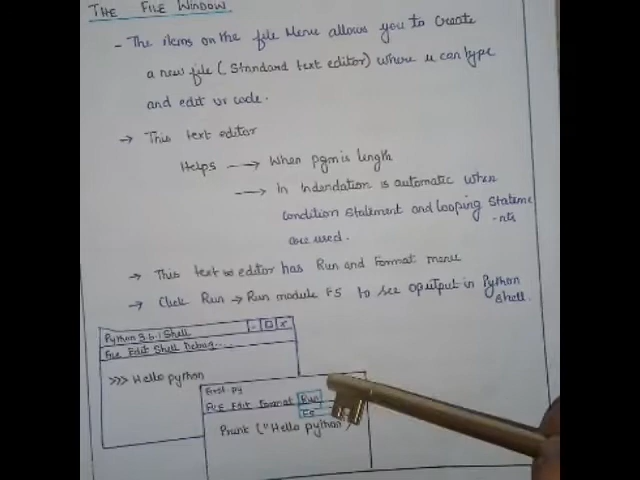 THE FILE WINDOW
- The items on the file Menu allows you to create
a new file (Standard text editor) where u can type
and edit ur code.
→ This text editor
Helps → When pgm is length
→ In Indendation is automatic when
condition statement and looping stateme
-nts
are used.
→ This text editor has Run and Format menu
→ Click Run → Run module F5 to see output in Python
shell.
Python 3.6.1 Shell - □ x
File Edit Shell Debug....
>>> Hello python
first.py
File Edit Format Run
F5
Print ("Hello python")